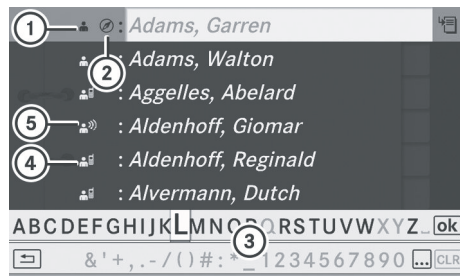 1 : Adams, Garren
2
: Adams, Walton
: Aggelles, Abelard
5 : Aldenhoff, Giomar
4 : Aldenhoff, Reginald
: Alvermann, Dutch
ABCDEFGHIJKLMNOPQRSTUVWXYZ_ ok
3
&'+,.-/()#:*_1234567890 ... CLR